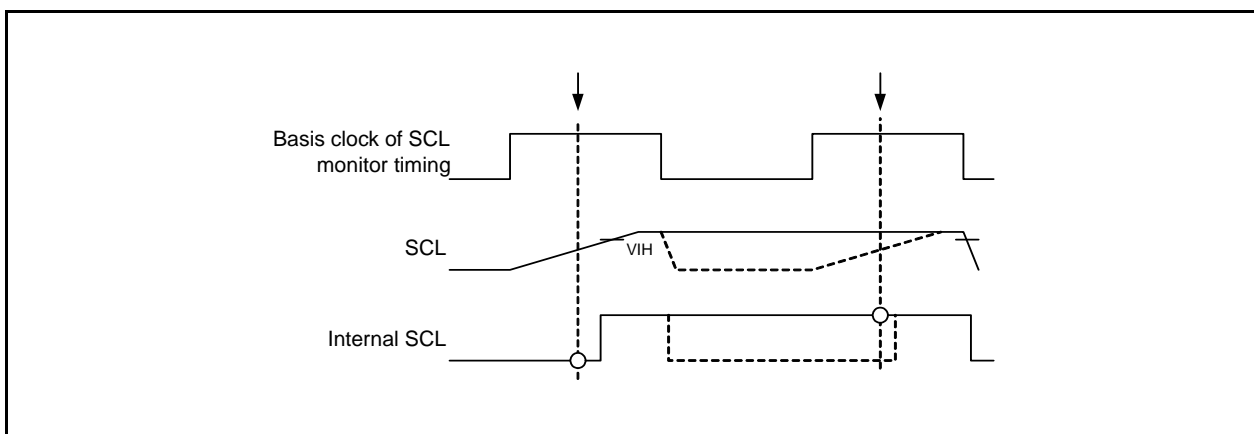 Basis clock of SCL
monitor timing
SCL
VIH
Internal SCL